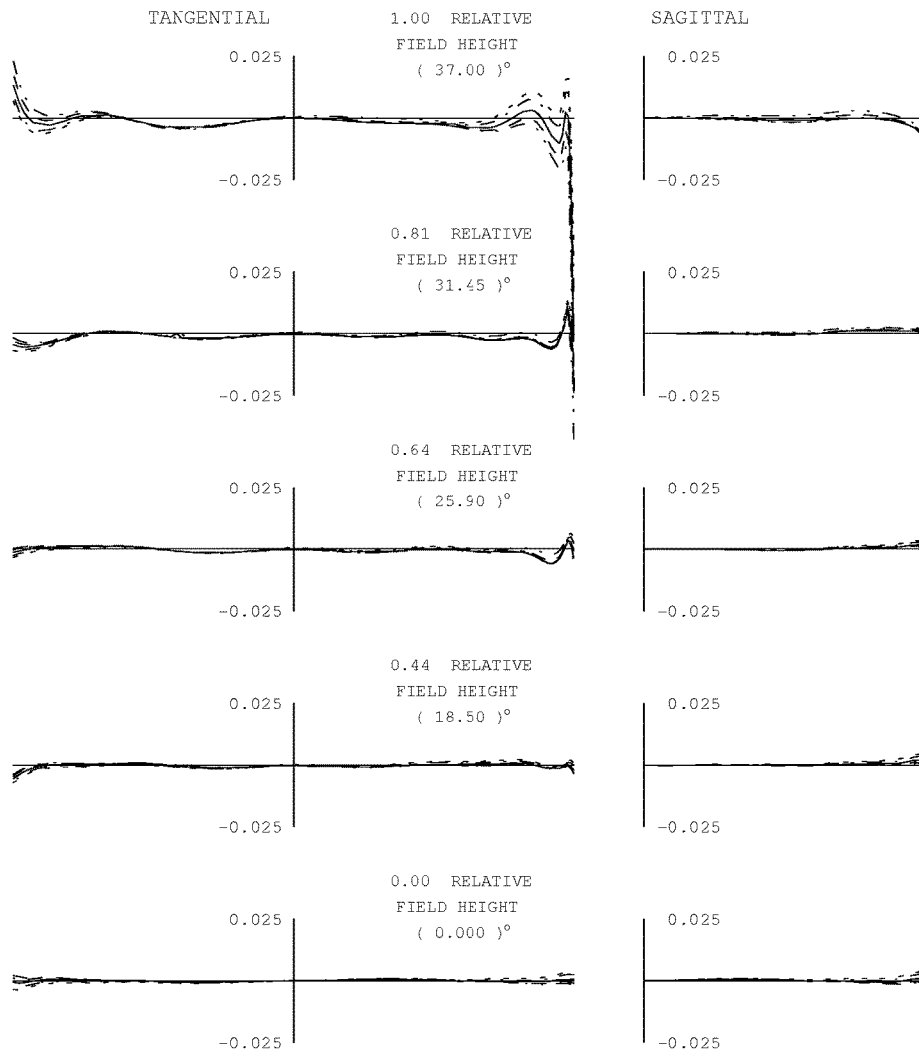 TANGENTIAL
1.00 RELATIVE
FIELD HEIGHT
( 37.00 )°
SAGITTAL
0.025
-0.025
0.025
-0.025
0.81 RELATIVE
FIELD HEIGHT
( 31.45 )°
0.025
-0.025
0.025
-0.025
0.64 RELATIVE
FIELD HEIGHT
( 25.90 )°
0.025
-0.025
0.025
-0.025
0.44 RELATIVE
FIELD HEIGHT
( 18.50 )°
0.025
-0.025
0.025
-0.025
0.00 RELATIVE
FIELD HEIGHT
( 0.000 )°
0.025
-0.025
0.025
-0.025